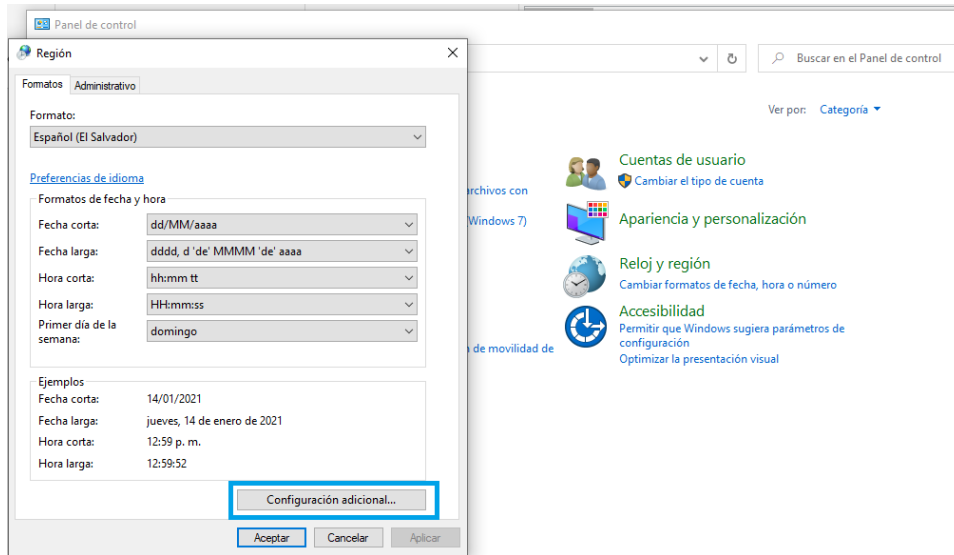 Panel de control
Región
Formatos
Administrativo
Formato:
Español (El Salvador)
Preferencias de idioma
Formatos de fecha y hora
Fecha corta:
dd/MM/aaaa
Fecha larga:
dddd, d 'de' MMMM 'de' aaaa
Hora corta:
hh:mm tt
Hora larga:
HH:mm:ss
Primer día de la
semana:
domingo
Ejemplos
Fecha corta:
14/01/2021
Fecha larga:
jueves, 14 de enero de 2021
Hora corta:
12:59 p. m.
Hora larga:
12:59:52
Configuración adicional...
Aceptar
Cancelar
Aplicar
Buscar en el Panel de control
Ver por:
Categoría
archivos con
(Windows 7)
de movilidad de
Cuentas de usuario
Cambiar el tipo de cuenta
Apariencia y personalización
Reloj y región
Cambiar formatos de fecha, hora o número
Accesibilidad
Permitir que Windows sugiera parámetros de
configuración
Optimizar la presentación visual